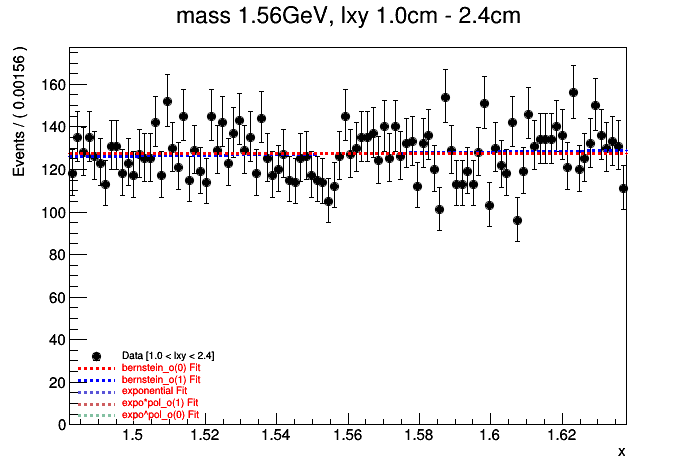 mass 1.56GeV, lxy 1.0cm - 2.4cm
Events / ( 0.00156 )
160
140
120
100
80
60
40
20
0
Data [1.0 < lxy < 2.4]
bernstein_o(0) Fit
bernstein_o(1) Fit
exponential Fit
expo*pol_o(1) Fit
expo^pol_o(0) Fit
1.5 1.52 1.54 1.56 1.58 1.6 1.62
x